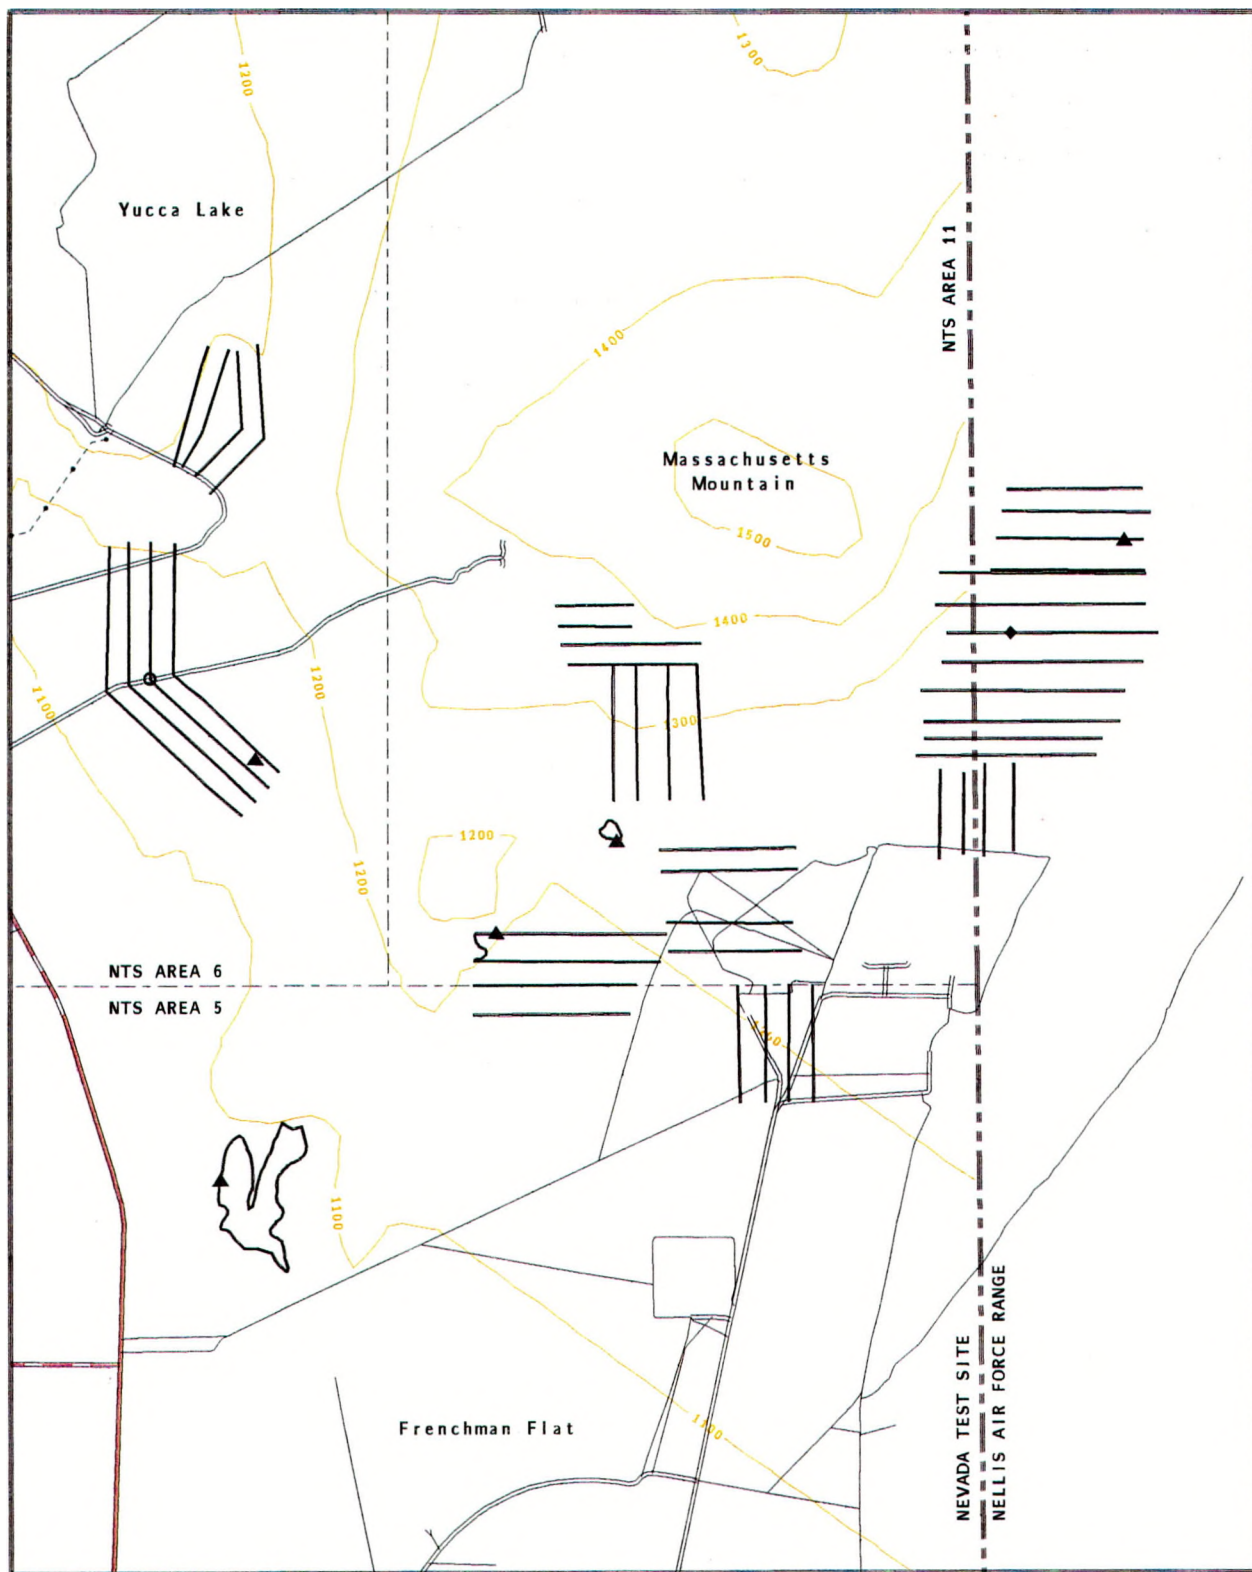 1300
1200
Yucca Lake
NTS AREA 11
1400
Massachusetts
Mountain
1500
1400
1200
1100
1300
1200
1200
NTS AREA 6
NTS AREA 5
1100
Frenchman Flat
1100
NEVADA TEST SITE
NELLIS AIR FORCE RANGE